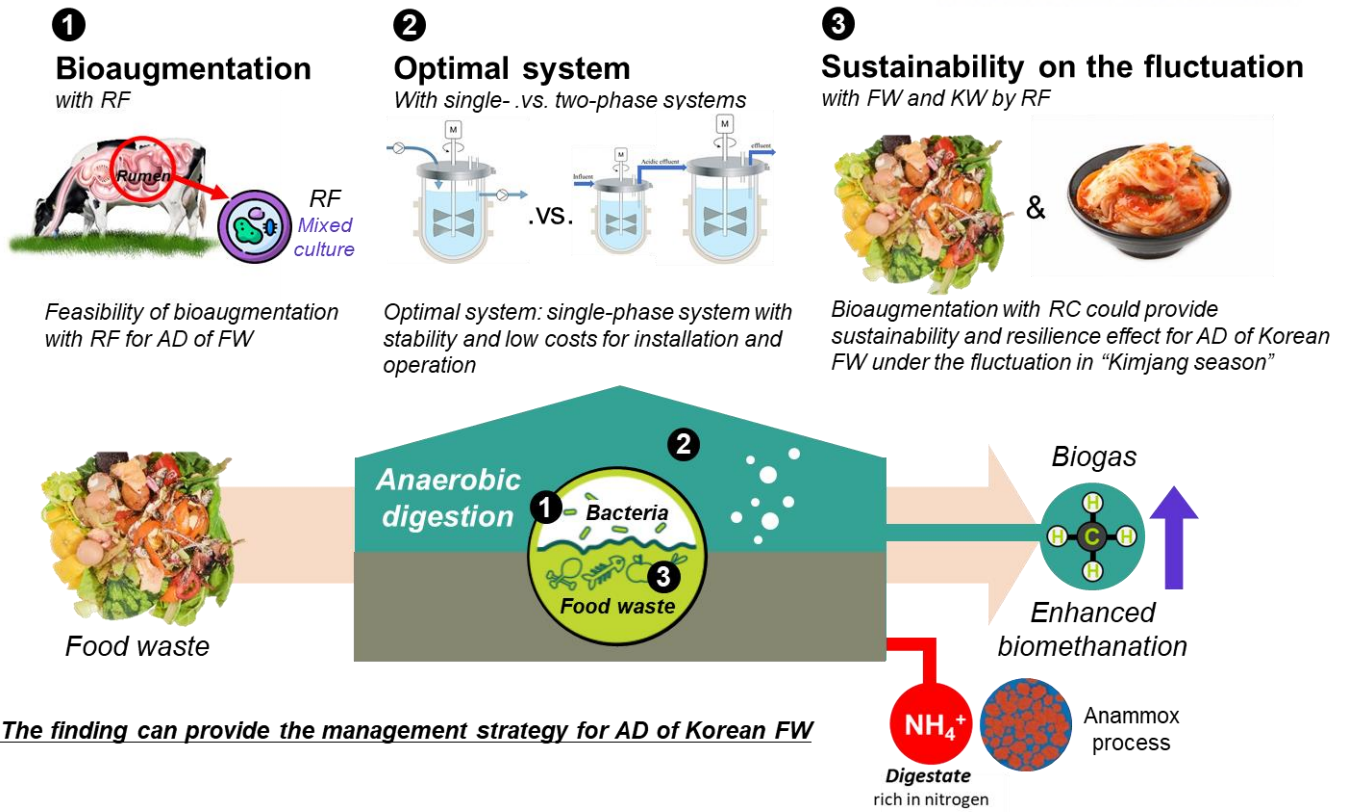 1
Bioaugmentation
with RF
Rumen
RF
Mixed
culture
Feasibility of bioaugmentation
with RF for AD of FW
2
Optimal system
With single- .vs. two-phase systems
M
.vs.
M
Influent
Acidic effluent
M
effluent
Optimal system: single-phase system with
stability and low costs for installation and
operation
3
Sustainability on the fluctuation
with FW and KW by RF
&
Bioaugmentation with RC could provide
sustainability and resilience effect for AD of Korean
FW under the fluctuation in “Kimjang season”
Food waste
Anaerobic
digestion
2
1
Bacteria
3
Food waste
Biogas
H
H C H
H
Enhanced
biomethanation
NH4+
Digestate
rich in nitrogen
Anammox
process
The finding can provide the management strategy for AD of Korean FW